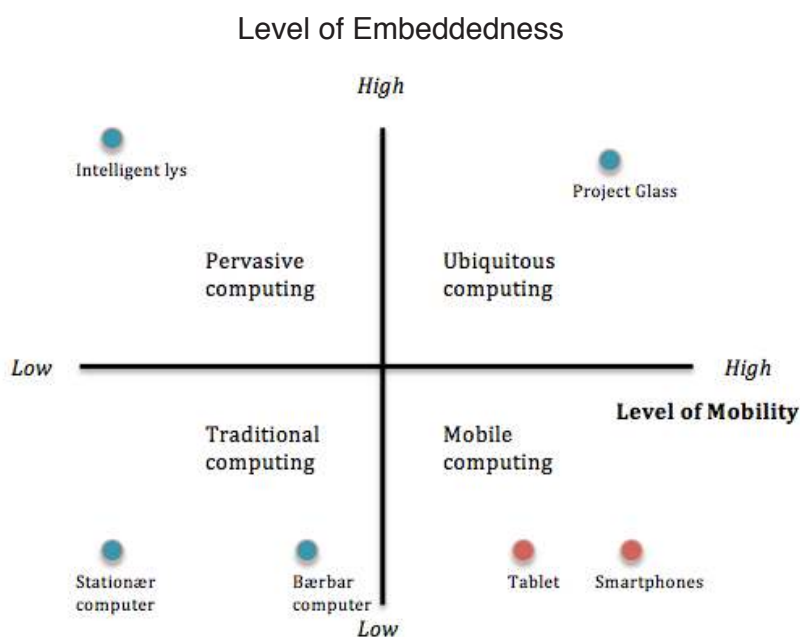 Level of Embeddedness
High
Intelligent lys
Project Glass
Pervasive
computing
Ubiquitous
computing
Low
High
Level of Mobility
Traditional
computing
Mobile
computing
Stationær
computer
Bærbar
computer
Tablet
Smartphones
Low